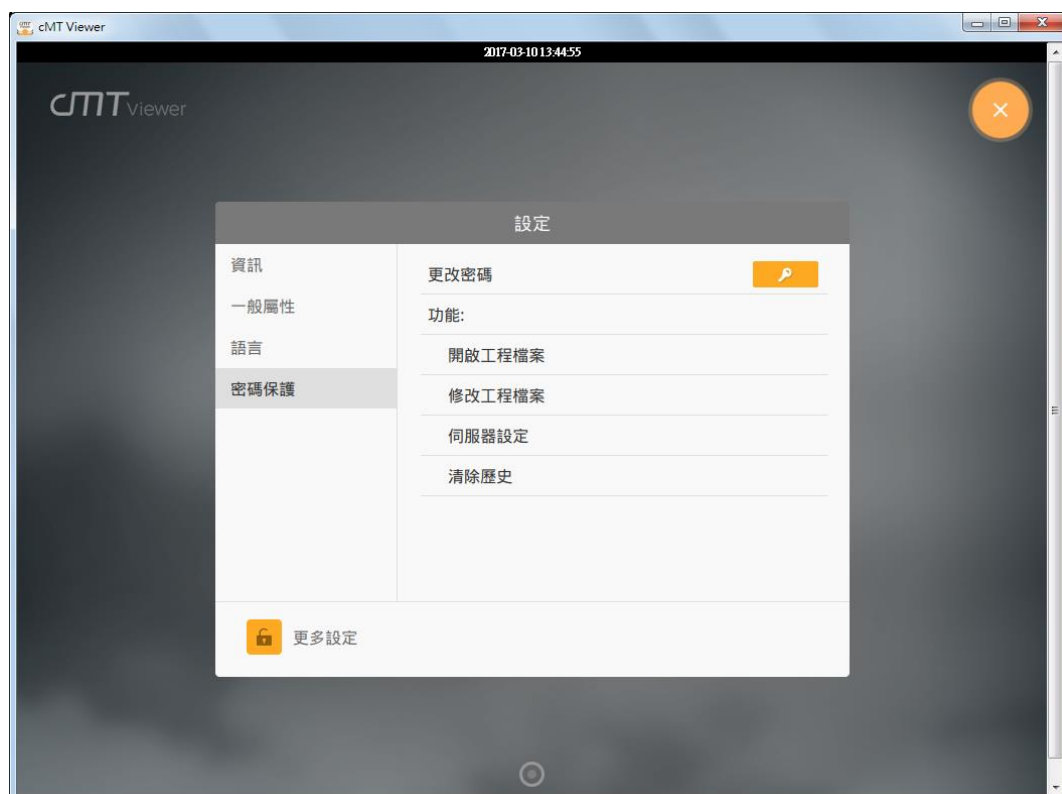 cMT Viewer
2017-03-10 13:44:55
cMT Viewer
設定
資訊
一般屬性
語言
密碼保護
更改密碼
功能:
開啟工程檔案
修改工程檔案
伺服器設定
清除歷史
更多設定